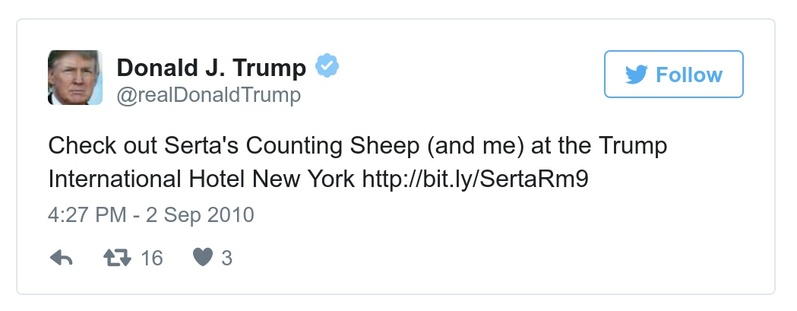 Donald J. Trump
@realDonaldTrump
Follow
Check out Serta's Counting Sheep (and me) at the Trump
International Hotel New York http://bit.ly/SertaRm9
4:27 PM - 2 Sep 2010
16 3